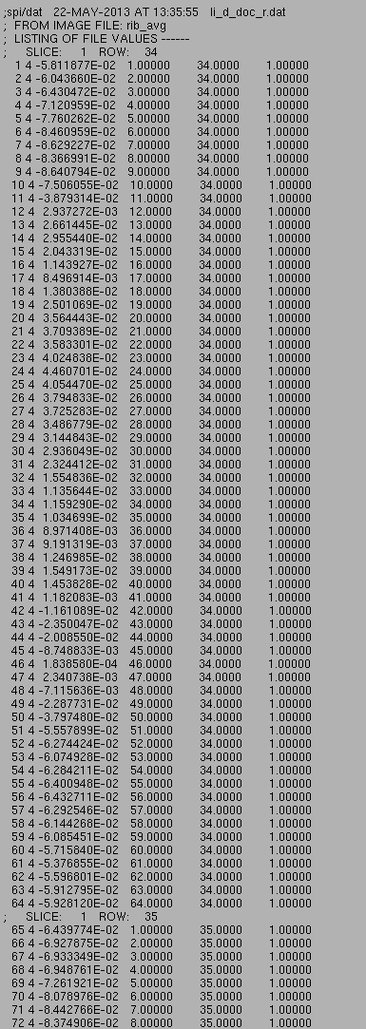 ;spi/dat 22-MAY-2013 AT 13:35:55 li_d_doc_r.dat
; FROM IMAGE FILE: rib_avg
; LISTING OF FILE VALUES ------
; SLICE: 1 ROW: 34
1 4 -5.811877E-02 1.00000 34.0000 1.00000
2 4 -6.043660E-02 2.00000 34.0000 1.00000
3 4 -6.430472E-02 3.00000 34.0000 1.00000
4 4 -7.120959E-02 4.00000 34.0000 1.00000
5 4 -7.760262E-02 5.00000 34.0000 1.00000
6 4 -8.460959E-02 6.00000 34.0000 1.00000
7 4 -8.629227E-02 7.00000 34.0000 1.00000
8 4 -8.366991E-02 8.00000 34.0000 1.00000
9 4 -8.640794E-02 9.00000 34.0000 1.00000
10 4 -7.506055E-02 10.0000 34.0000 1.00000
11 4 -3.879314E-02 11.0000 34.0000 1.00000
12 4 2.937272E-03 12.0000 34.0000 1.00000
13 4 2.661445E-02 13.0000 34.0000 1.00000
14 4 2.955440E-02 14.0000 34.0000 1.00000
15 4 2.043319E-02 15.0000 34.0000 1.00000
16 4 1.143927E-02 16.0000 34.0000 1.00000
17 4 8.496914E-03 17.0000 34.0000 1.00000
18 4 1.380388E-02 18.0000 34.0000 1.00000
19 4 2.501069E-02 19.0000 34.0000 1.00000
20 4 3.564443E-02 20.0000 34.0000 1.00000
21 4 3.709389E-02 21.0000 34.0000 1.00000
22 4 3.583301E-02 22.0000 34.0000 1.00000
23 4 4.024838E-02 23.0000 34.0000 1.00000
24 4 4.460701E-02 24.0000 34.0000 1.00000
25 4 4.054470E-02 25.0000 34.0000 1.00000
26 4 3.794833E-02 26.0000 34.0000 1.00000
27 4 3.725283E-02 27.0000 34.0000 1.00000
28 4 3.486779E-02 28.0000 34.0000 1.00000
29 4 3.144843E-02 29.0000 34.0000 1.00000
30 4 2.936049E-02 30.0000 34.0000 1.00000
31 4 2.324412E-02 31.0000 34.0000 1.00000
32 4 1.554836E-02 32.0000 34.0000 1.00000
33 4 1.135644E-02 33.0000 34.0000 1.00000
34 4 1.159290E-02 34.0000 34.0000 1.00000
35 4 1.034699E-02 35.0000 34.0000 1.00000
36 4 8.971408E-03 36.0000 34.0000 1.00000
37 4 9.191319E-03 37.0000 34.0000 1.00000
38 4 1.246985E-02 38.0000 34.0000 1.00000
39 4 1.549173E-02 39.0000 34.0000 1.00000
40 4 1.453828E-02 40.0000 34.0000 1.00000
41 4 1.182083E-03 41.0000 34.0000 1.00000
42 4 -1.161089E-02 42.0000 34.0000 1.00000
43 4 -2.350047E-02 43.0000 34.0000 1.00000
44 4 -2.008550E-02 44.0000 34.0000 1.00000
45 4 -8.748833E-03 45.0000 34.0000 1.00000
46 4 1.838580E-04 46.0000 34.0000 1.00000
47 4 2.340738E-03 47.0000 34.0000 1.00000
48 4 -7.115636E-03 48.0000 34.0000 1.00000
49 4 -2.287731E-02 49.0000 34.0000 1.00000
50 4 -3.797480E-02 50.0000 34.0000 1.00000
51 4 -5.557899E-02 51.0000 34.0000 1.00000
52 4 -6.274424E-02 52.0000 34.0000 1.00000
53 4 -6.074928E-02 53.0000 34.0000 1.00000
54 4 -6.284211E-02 54.0000 34.0000 1.00000
55 4 -6.400948E-02 55.0000 34.0000 1.00000
56 4 -6.432711E-02 56.0000 34.0000 1.00000
57 4 -6.292546E-02 57.0000 34.0000 1.00000
58 4 -6.144268E-02 58.0000 34.0000 1.00000
59 4 -6.085451E-02 59.0000 34.0000 1.00000
60 4 -5.715840E-02 60.0000 34.0000 1.00000
61 4 -5.376855E-02 61.0000 34.0000 1.00000
62 4 -5.596801E-02 62.0000 34.0000 1.00000
63 4 -5.912795E-02 63.0000 34.0000 1.00000
64 4 -5.928120E-02 64.0000 34.0000 1.00000
; SLICE: 1 ROW: 35
65 4 -6.439774E-02 1.00000 35.0000 1.00000
66 4 -6.927875E-02 2.00000 35.0000 1.00000
67 4 -6.933349E-02 3.00000 35.0000 1.00000
68 4 -6.948761E-02 4.00000 35.0000 1.00000
69 4 -7.261921E-02 5.00000 35.0000 1.00000
70 4 -8.078976E-02 6.00000 35.0000 1.00000
71 4 -8.442766E-02 7.00000 35.0000 1.00000
72 4 -8.374906E-02 8.00000 35.0000 1.00000